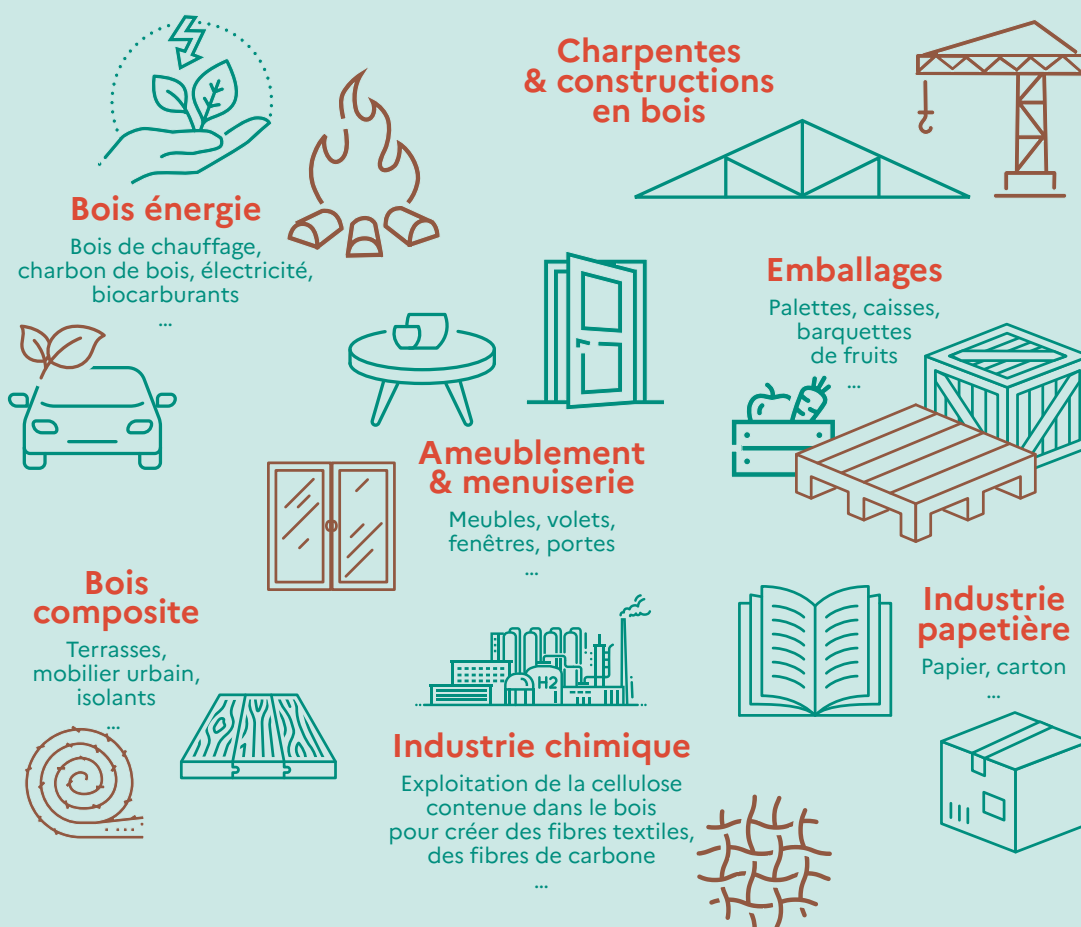 Charpentes
& constructions
en bois
Bois énergie
Bois de chauffage,
charbon de bois, électricité,
biocarburants
...
Emballages
Palettes, caisses,
barquettes
de fruits
...
Ameublement
& menuiserie
Meubles, volets,
fenêtres, portes
...
Bois
composite
Terrasses,
mobilier urbain,
isolants
...
H2
Industrie chimique
Exploitation de la cellulose
contenue dans le bois
pour créer des fibres textiles,
des fibres de carbone
...
Industrie
papetière
Papier, carton
...